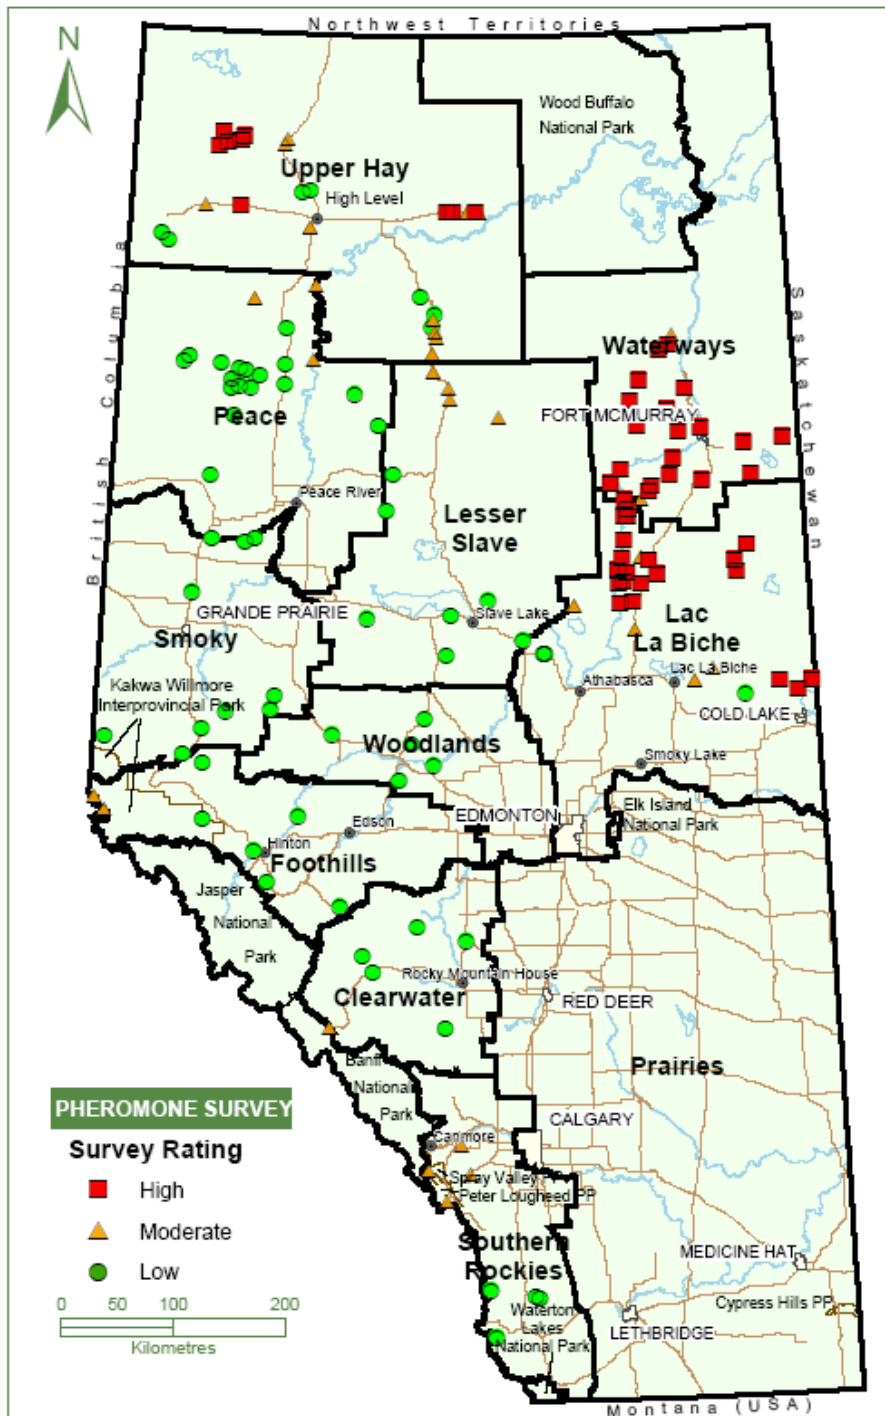 Northwest Territories
N
Wood Buffalo
National Park
Upper Hay
High Level
British Columbia
Saskatchewan
Waterways
Peace
FORT MCMURRAY
Peace River
Lesser
Slave
GRANDE PRAIRIE
Slave Lake
Smoky
Lac
La Biche
Lac La Biche
Kakwa Willmore
Interprovincial Park
Athabasca
COLD LAKE
Woodlands
Smoky Lake
EDMONTON
Elk Island
National Park
Edson
Hinton
Foothills
Jasper
National
Park
Rocky Mountain House
Clearwater
RED DEER
Prairies
Banff
National
Park
CALGARY
Canmore
Spray Valley PP
Peter Lougheed PP
Southern
Rockies
MEDICINE HAT
Cypress Hills PP
Waterton
Lakes
National Park
LETHBRIDGE
Montana (USA)
PHEROMONE SURVEY
Survey Rating
High
Moderate
Low
0 50 100 200
Kilometres